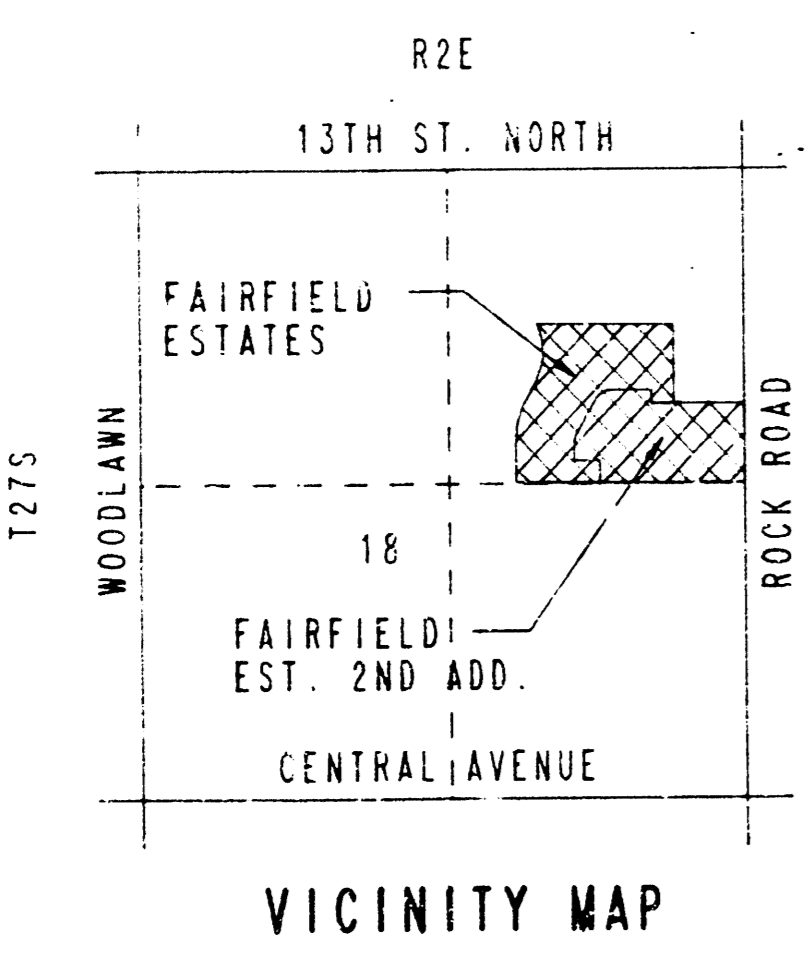 R2E
13TH ST. NORTH
FAIRFIELD
ESTATES
T27S
WOODLAWN
ROCK ROAD
18
FAIRFIELD
EST. 2ND ADD.
CENTRAL AVENUE
VICINITY MAP